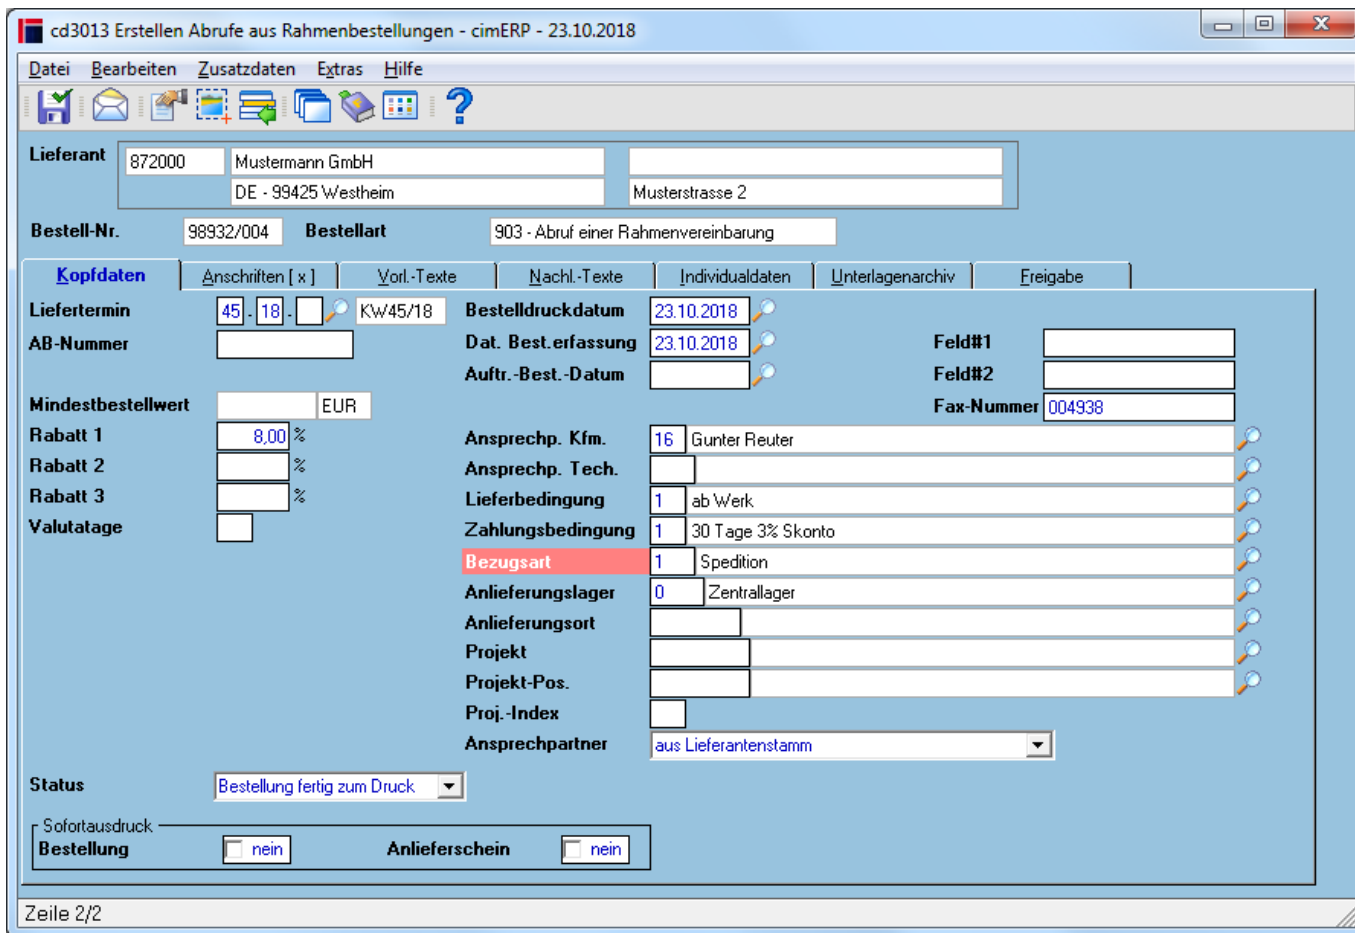 cd3013 Erstellen Abrufe aus Rahmenbestellungen - cimERP - 23.10.2018
Datei Bearbeiten Zusatzdaten Extras Hilfe
Lieferant 872000 Mustermann GmbH
DE - 99425 Westheim Musterstrasse 2
Bestell-Nr. 98932/004 Bestellart 903 - Abruf einer Rahmenvereinbarung
Kopfdaten Anschriften [ x ] Vorl.-Texte Nachl.-Texte Individualdaten Unterlagenarchiv Freigabe
Liefertermin 45 . 18 . KW45/18 Bestelldruckdatum 23.10.2018
AB-Nummer Dat. Best.erfassung 23.10.2018 Feld#1
Auftr.-Best.-Datum Feld#2
Mindestbestellwert EUR Fax-Nummer 004938
Rabatt 1 8,00 % Ansprechp. Kfm. 16 Gunter Reuter
Rabatt 2 % Ansprechp. Tech.
Rabatt 3 % Lieferbedingung 1 ab Werk
Valutatage Zahlungsbedingung 1 30 Tage 3% Skonto
Bezugsart 1 Spedition
Anlieferungslager 0 Zentrallager
Anlieferungsort
Projekt
Projekt-Pos.
Proj.-Index
Ansprechpartner aus Lieferantenstamm
Status Bestellung fertig zum Druck
Sofortausdruck
Bestellung nein Anlieferschein nein
Zeile 2/2